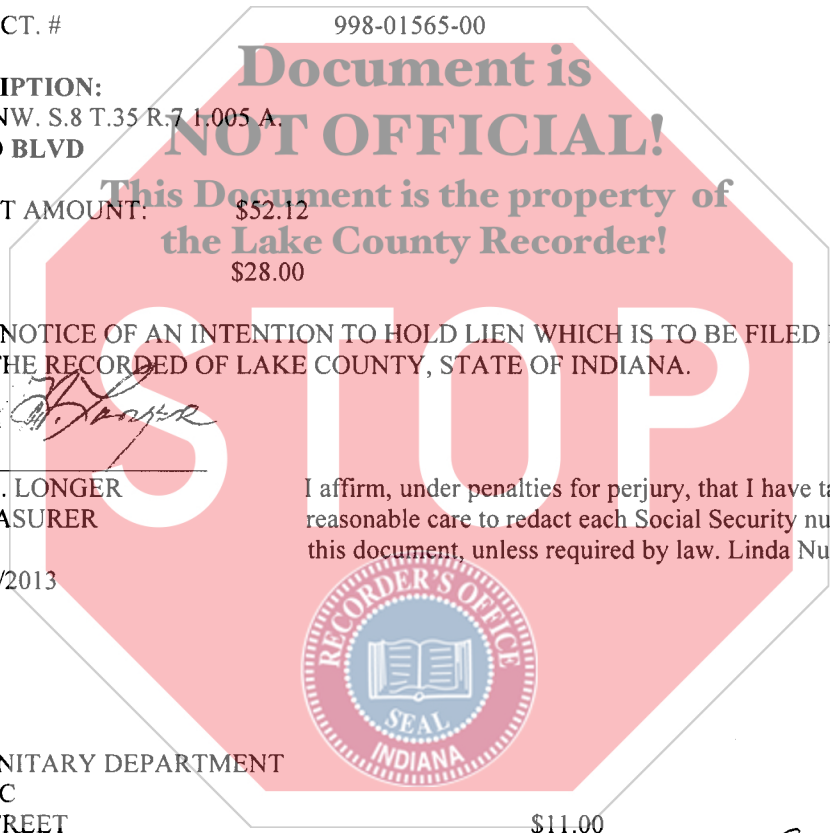 CT. # 998-01565-00
Document is
IPTION:
NW. S.8 T.35 R.7 1.005 A.
NOT OFFICIAL!
BLVD
This Document is the property of
T AMOUNT: $52.12
the Lake County Recorder!
$28.00
STOP
NOTICE OF AN INTENTION TO HOLD LIEN WHICH IS TO BE FILED
HE RECORDED OF LAKE COUNTY, STATE OF INDIANA.
. LONGER
I affirm, under penalties for perjury, that I have ta
ASURER
reasonable care to redact each Social Security nu
this document, unless required by law. Linda Nu
/2013
RECORDER'S OFFICE
SEAL
INDIANA
NITARY DEPARTMENT
C
REET
$11.00